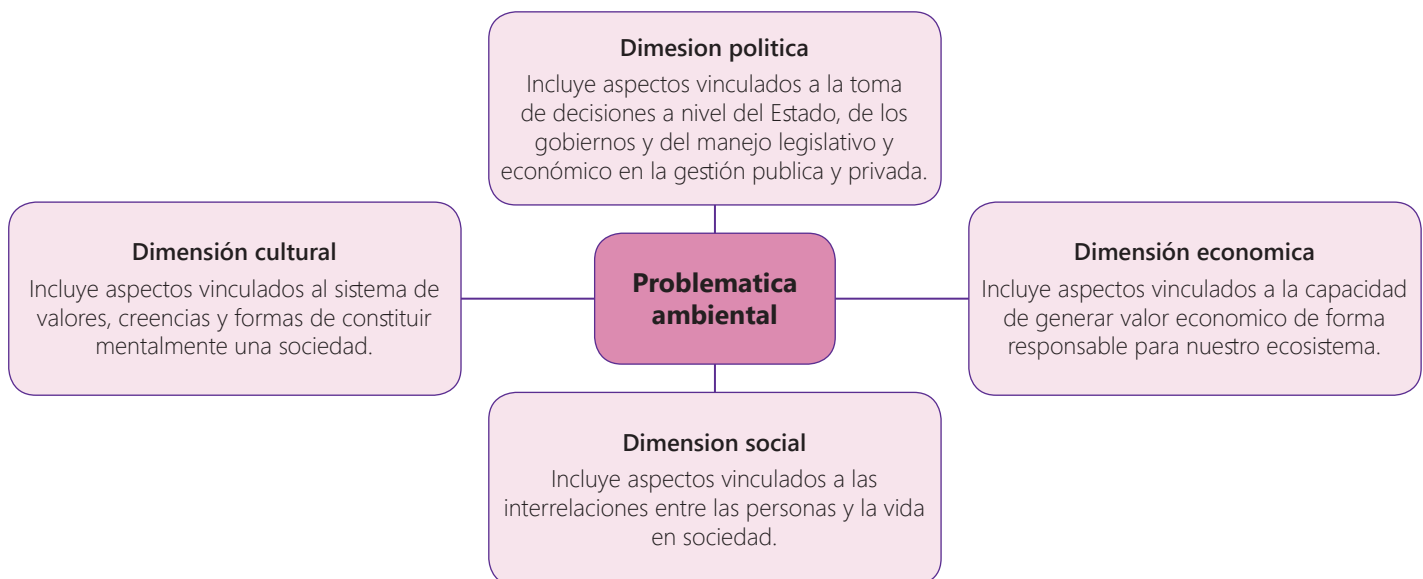 Dimesion politica
Incluye aspectos vinculados a la toma
de decisiones a nivel del Estado, de los
gobiernos y del manejo legislativo y
económico en la gestión publica y privada.
Dimensión cultural
Incluye aspectos vinculados al sistema de
valores, creencias y formas de constituir
mentalmente una sociedad.
Problematica
ambiental
Dimensión economica
Incluye aspectos vinculados a la capacidad
de generar valor economico de forma
responsable para nuestro ecosistema.
Dimension social
Incluye aspectos vinculados a las
interrelaciones entre las personas y la vida
en sociedad.